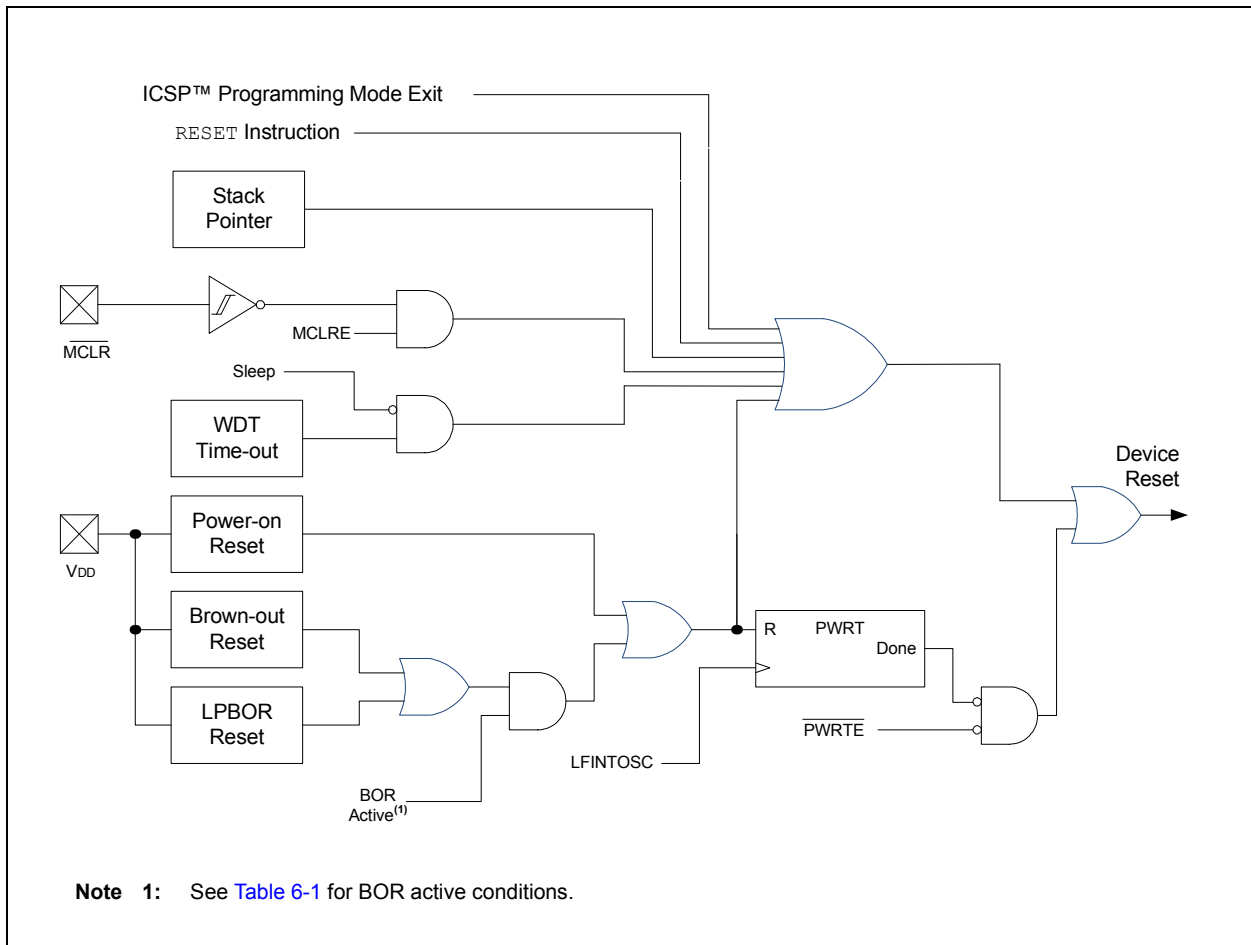 ICSP™ Programming Mode Exit
RESET Instruction
Stack
Pointer
MCLR
MCLRE
Sleep
WDT
Time-out
VDD
Power-on
Reset
Brown-out
Reset
LPBOR
Reset
BOR
Active(1)
R
PWRT
Done
LFINTOSC
PWRTE
Device
Reset
Note 1: See Table 6-1 for BOR active conditions.